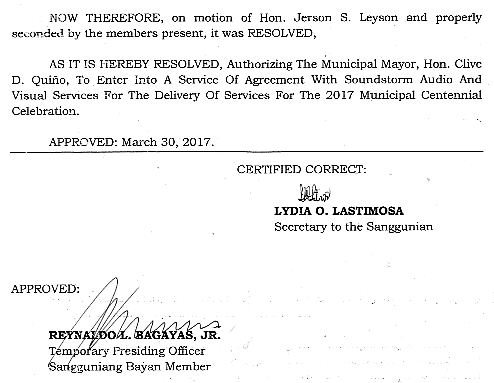 NOW THEREFORE, on motion of Hon. Jerson S. Leyson and properly
seconded by the members present, it was RESOLVED,
AS IT IS HEREBY RESOLVED, Authorizing The Municipal Mayor, Hon. Clive
D. Quiño, To Enter Into A Service Of Agreement With Soundstorm Audio And
Visual Services For The Delivery Of Services For The 2017 Municipal Centennial
Celebration.
APPROVED: March 30, 2017.
CERTIFIED CORRECT:
LYDIA O. LASTIMOSA
Secretary to the Sanggunian
APPROVED:
REYNALDO L. BAGAYAS, JR.
Temporary Presiding Officer
Sangguniang Bayan Member